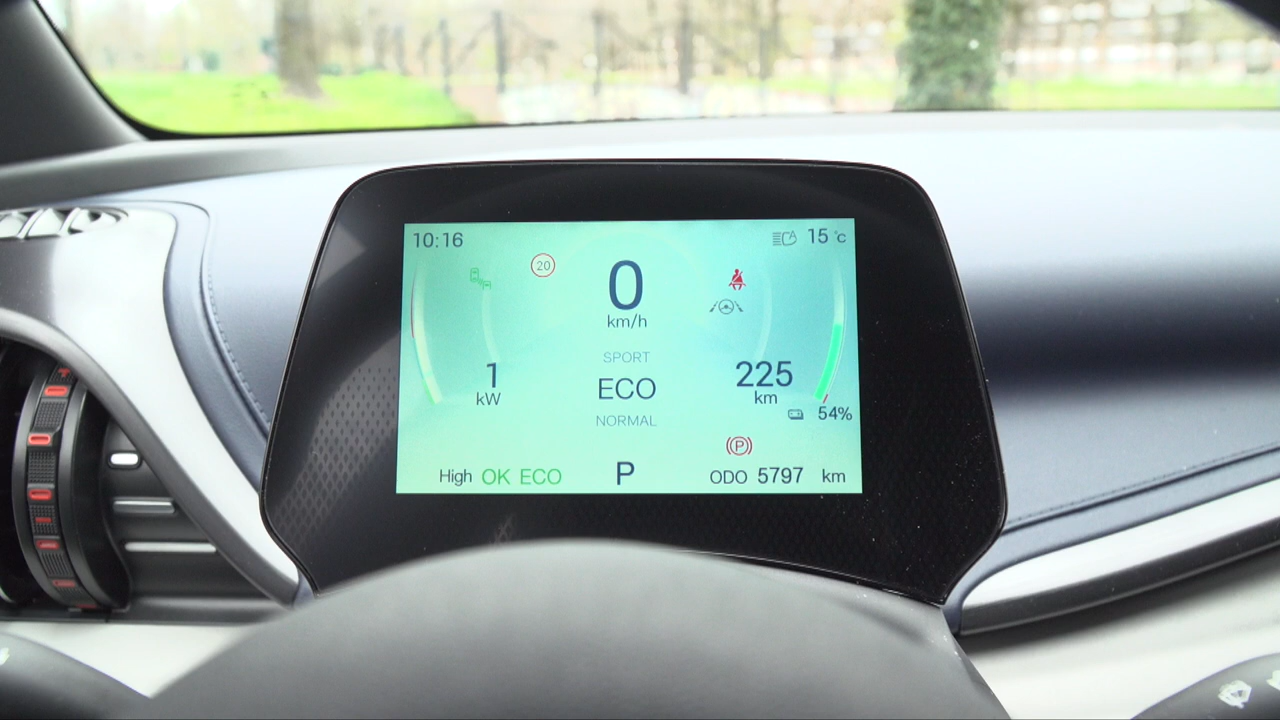 10:16
A 15 °C
20
0
km/h
SPORT
1
kW
ECO
225
km
NORMAL
54%
P
High OK ECO
P
ODO 5797 km